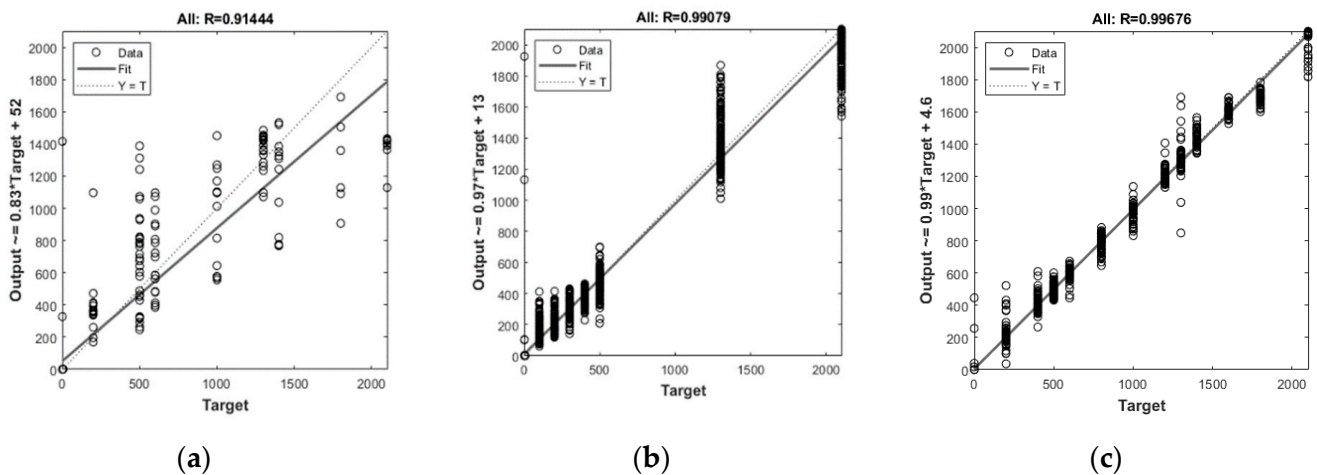 All: R=0.91444
Data
Fit
Y = T
Output ~= 0.83*Target + 52
2000
1800
1600
1400
1200
1000
800
600
400
200
0
0 500 1000 1500 2000
Target
(a)
All: R=0.99079
Data
Fit
Y = T
Output ~= 0.97*Target + 13
2000
1800
1600
1400
1200
1000
800
600
400
200
0
0 500 1000 1500 2000
Target
(b)
All: R=0.99676
Data
Fit
Y = T
Output ~= 0.99*Target + 4.6
2000
1800
1600
1400
1200
1000
800
600
400
200
0
0 500 1000 1500 2000
Target
(c)